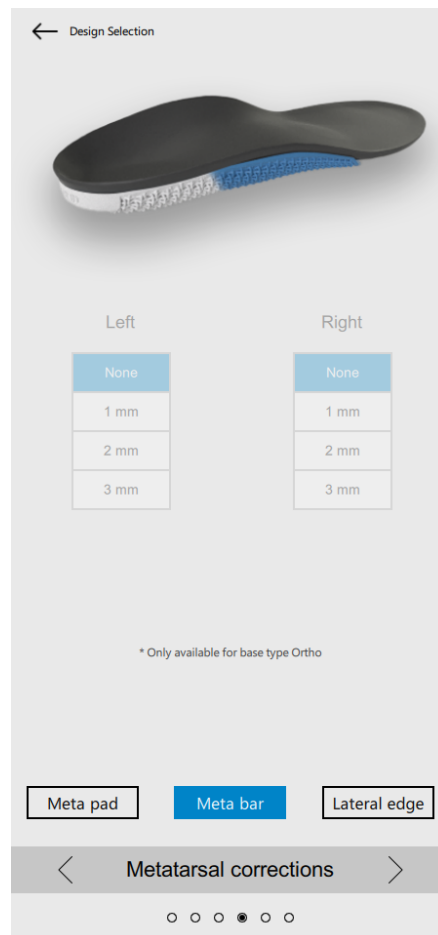 Design Selection
Left Right
None None
1 mm 1 mm
2 mm 2 mm
3 mm 3 mm
* Only available for base type Ortho
Meta pad Meta bar Lateral edge
Metatarsal corrections